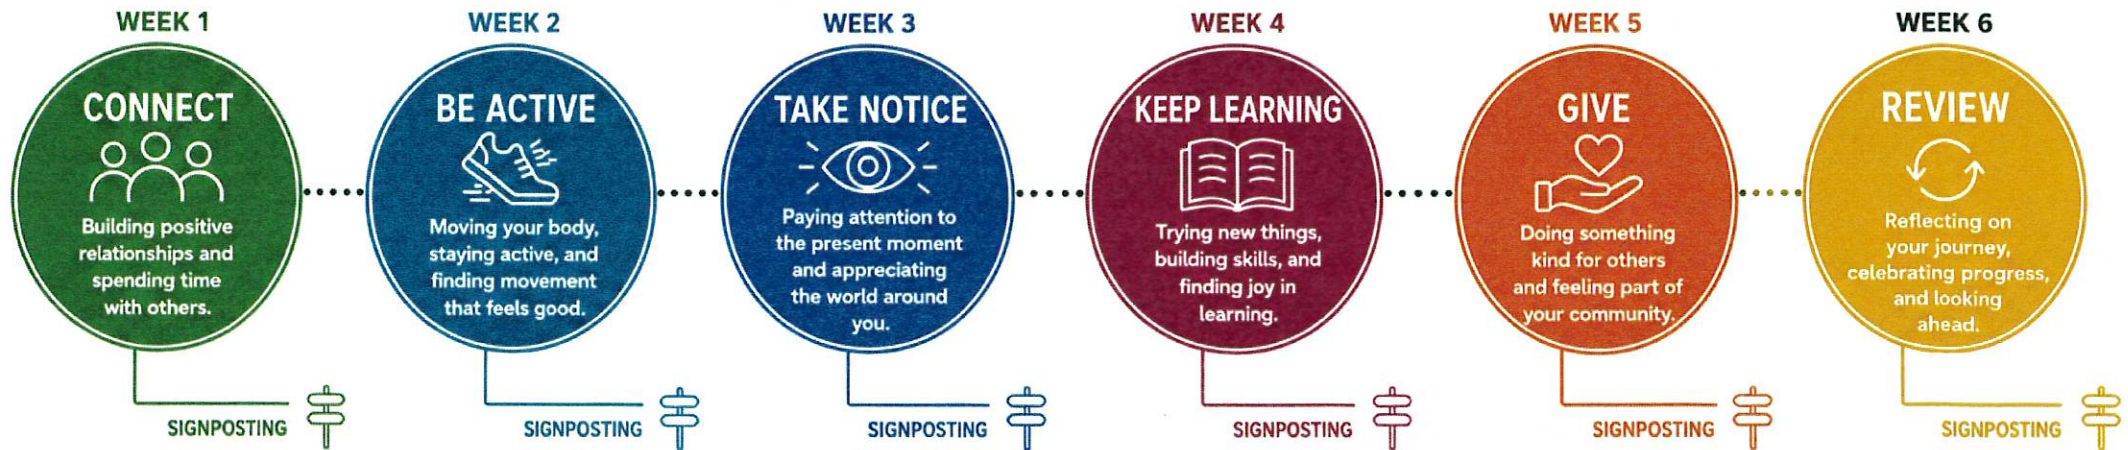 WEEK 1
CONNECT
Building positive
relationships and
spending time
with others.
SIGNPOSTING
WEEK 2
BE ACTIVE
Moving your body,
staying active, and
finding movement
that feels good.
SIGNPOSTING
WEEK 3
TAKE NOTICE
Paying attention to
the present moment
and appreciating
the world around
you.
SIGNPOSTING
WEEK 4
KEEP LEARNING
Trying new things,
building skills, and
finding joy in
learning.
SIGNPOSTING
WEEK 5
GIVE
Doing something
kind for others
and feeling part of
your community.
SIGNPOSTING
WEEK 6
REVIEW
Reflecting on
your journey,
celebrating progress,
and looking
ahead.
SIGNPOSTING